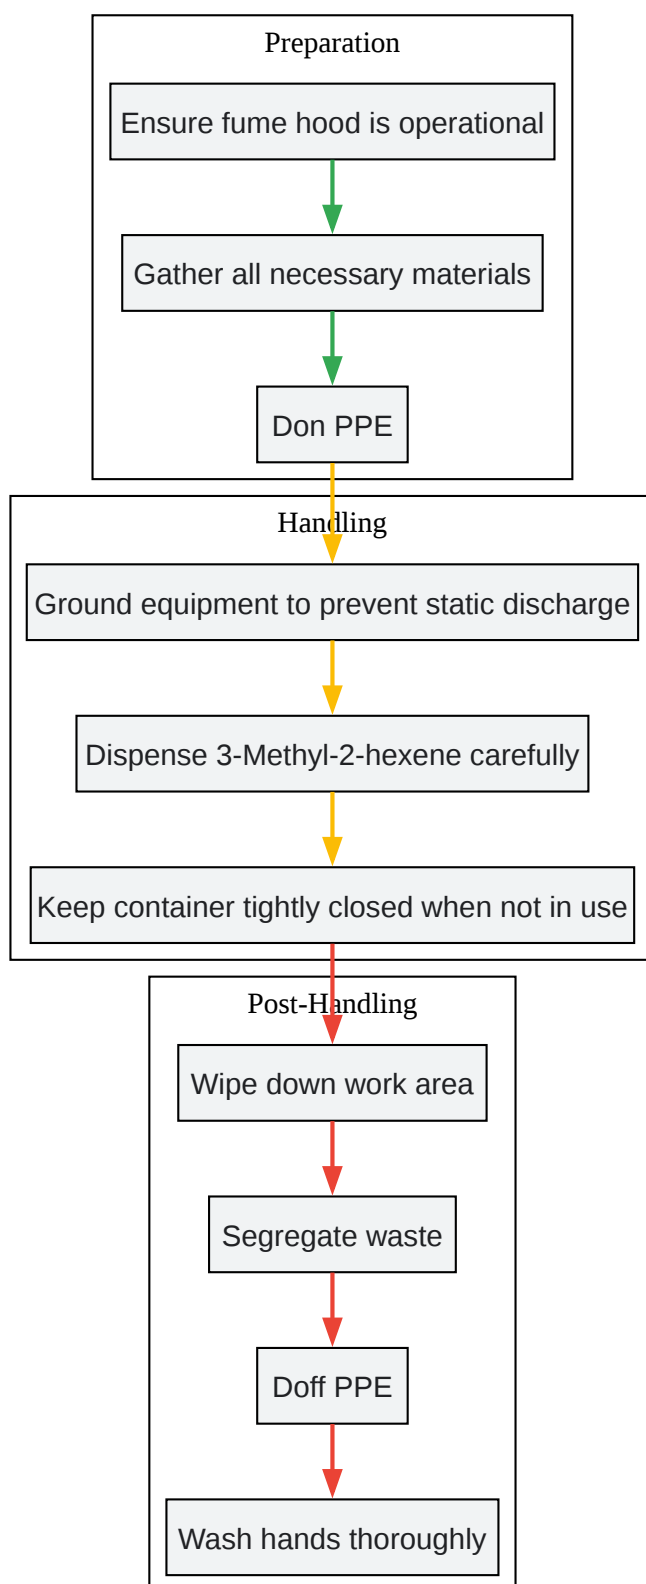 Preparation
Ensure fume hood is operational
Gather all necessary materials
Don PPE
Handling
Ground equipment to prevent static discharge
Dispense 3-Methyl-2-hexene carefully
Keep container tightly closed when not in use
Post-Handling
Wipe down work area
Segregate waste
Doff PPE
Wash hands thoroughly